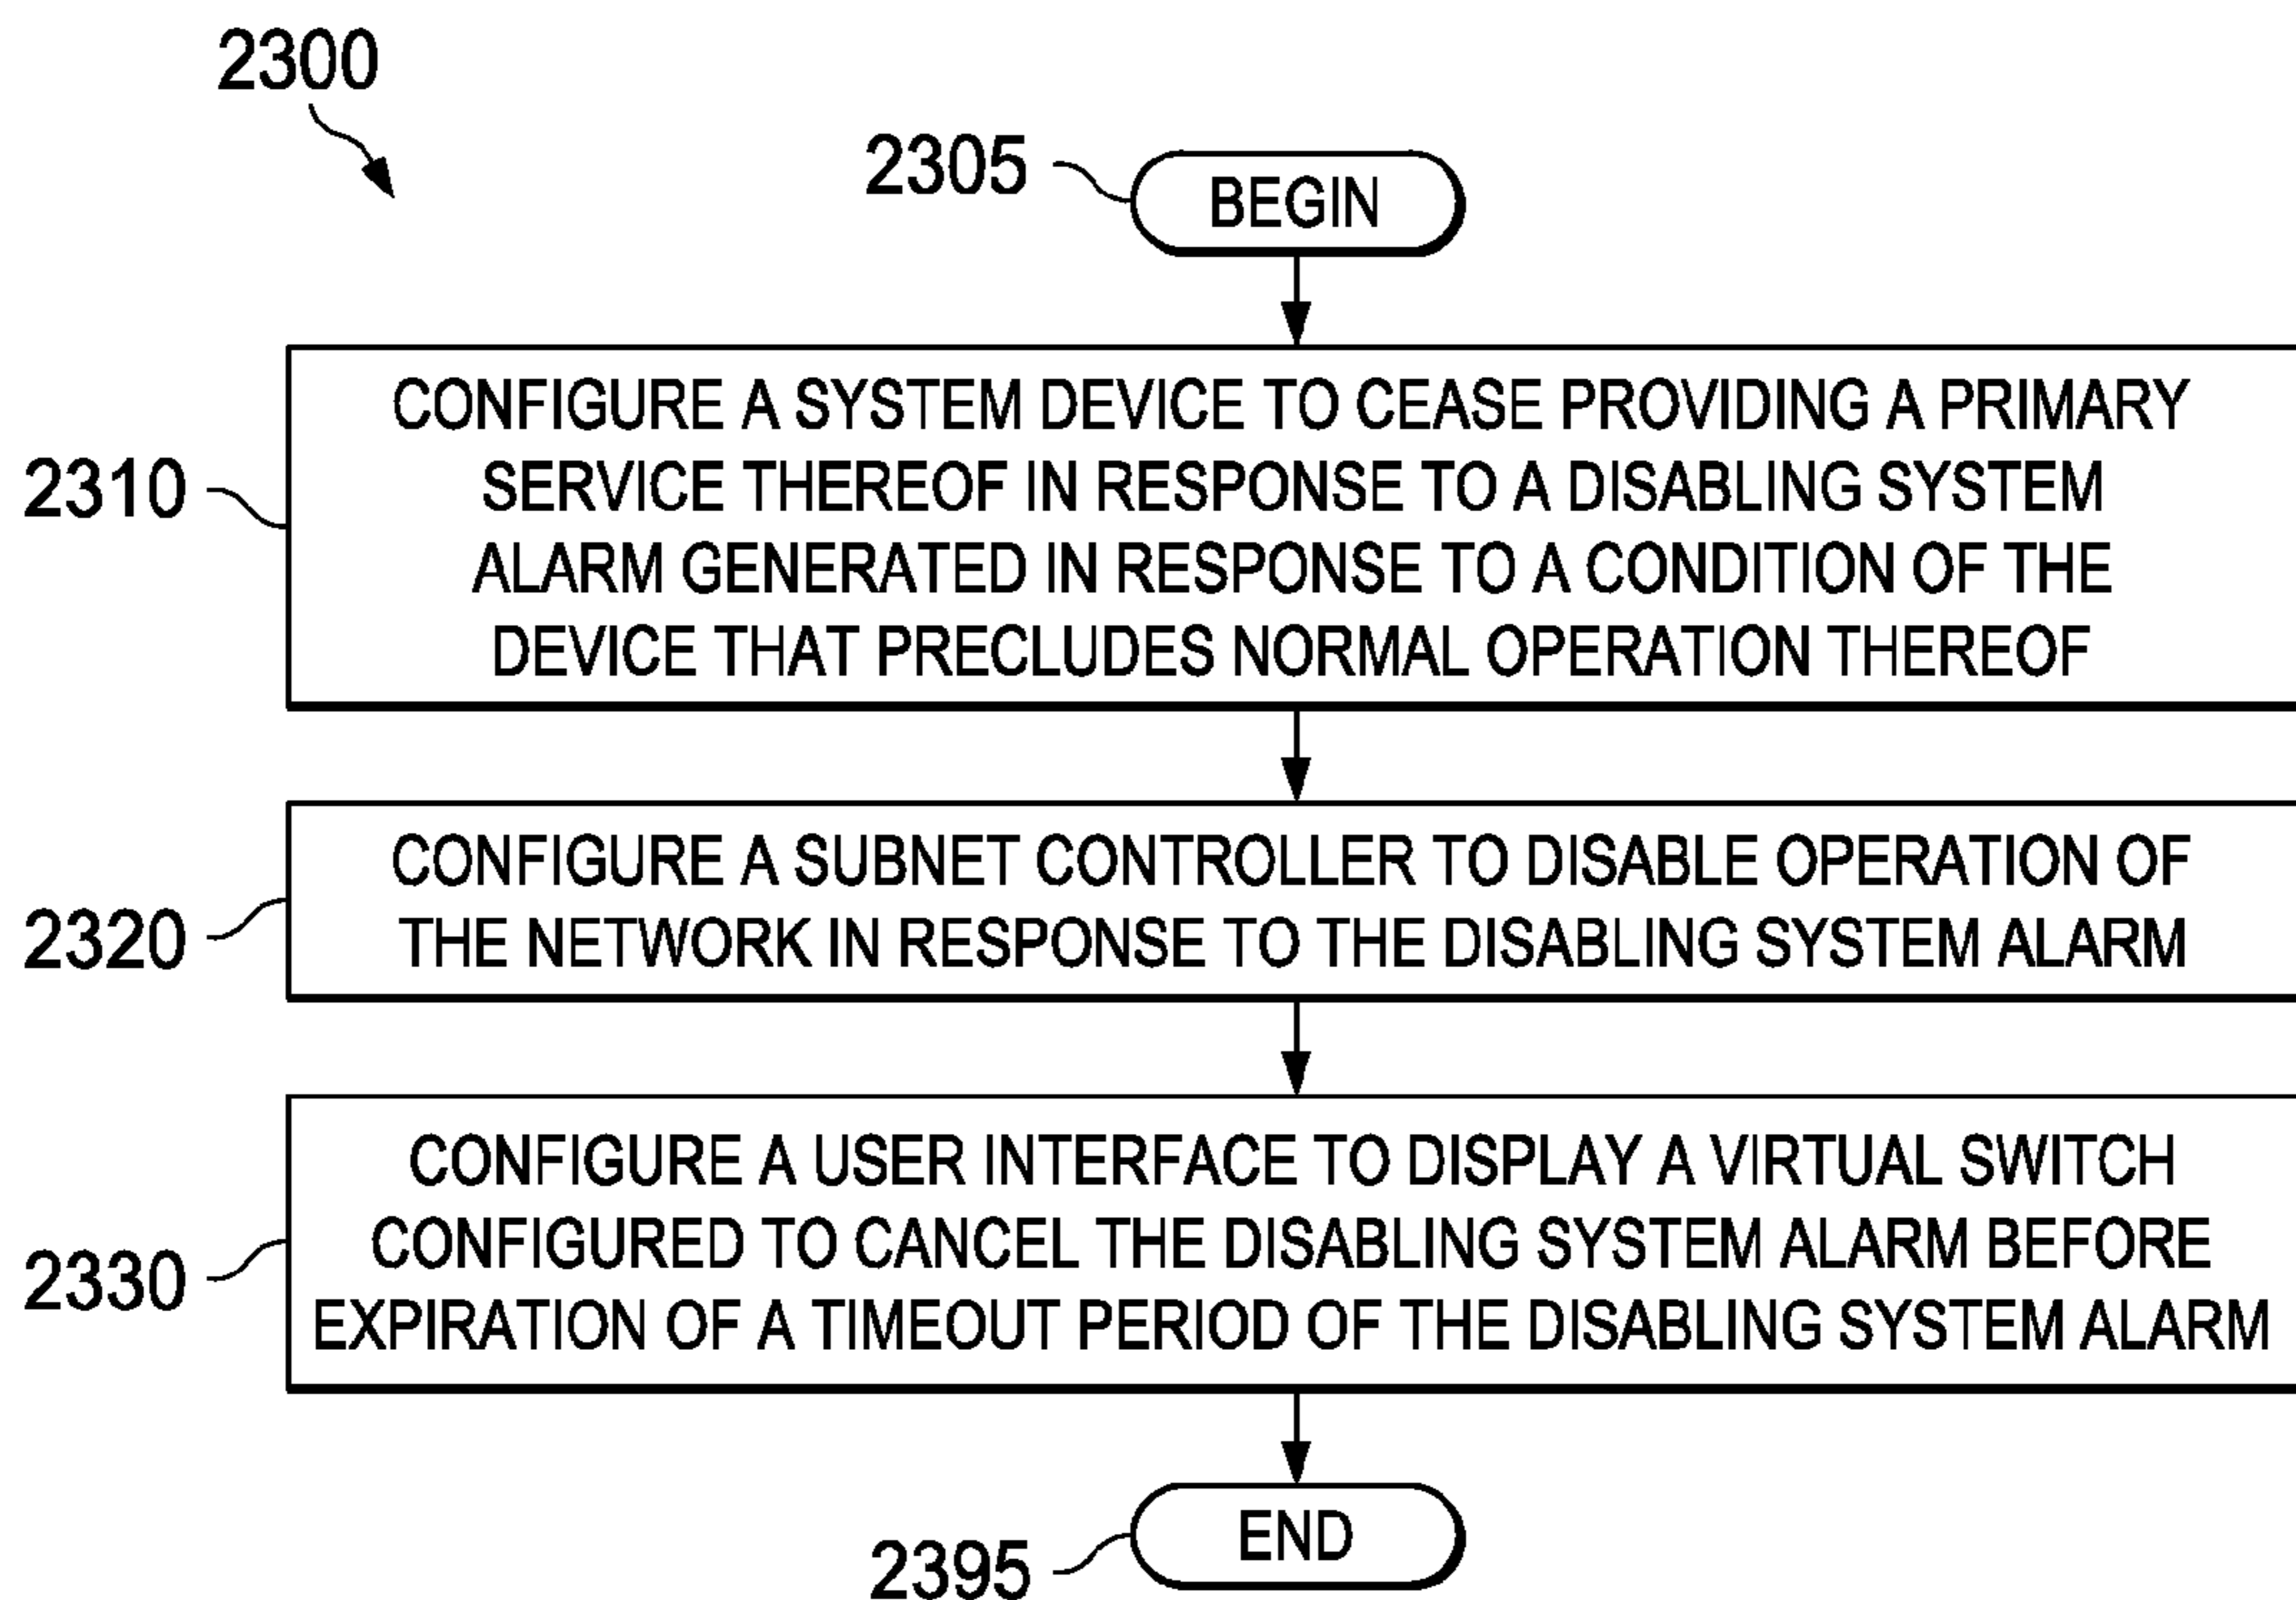 2300
2305
BEGIN
2310
CONFIGURE A SYSTEM DEVICE TO CEASE PROVIDING A PRIMARY
SERVICE THEREOF IN RESPONSE TO A DISABLING SYSTEM
ALARM GENERATED IN RESPONSE TO A CONDITION OF THE
DEVICE THAT PRECLUDES NORMAL OPERATION THEREOF
2320
CONFIGURE A SUBNET CONTROLLER TO DISABLE OPERATION OF
THE NETWORK IN RESPONSE TO THE DISABLING SYSTEM ALARM
2330
CONFIGURE A USER INTERFACE TO DISPLAY A VIRTUAL SWITCH
CONFIGURED TO CANCEL THE DISABLING SYSTEM ALARM BEFORE
EXPIRATION OF A TIMEOUT PERIOD OF THE DISABLING SYSTEM ALARM
END
2395